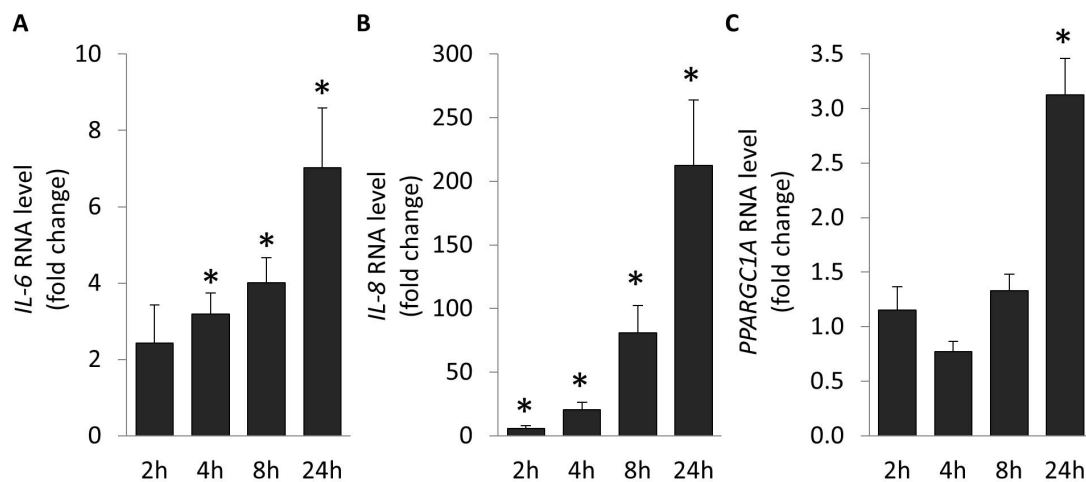 A
IL-6 RNA level
(fold change)
10
8
6
4
2
0
*
*
*
2h 4h 8h 24h
B
IL-8 RNA level
(fold change)
300
250
200
150
100
50
0
*
*
*
*
2h 4h 8h 24h
C
PPARGC1A RNA level
(fold change)
3.5
3.0
2.5
2.0
1.5
1.0
0.5
0.0
*
2h 4h 8h 24h